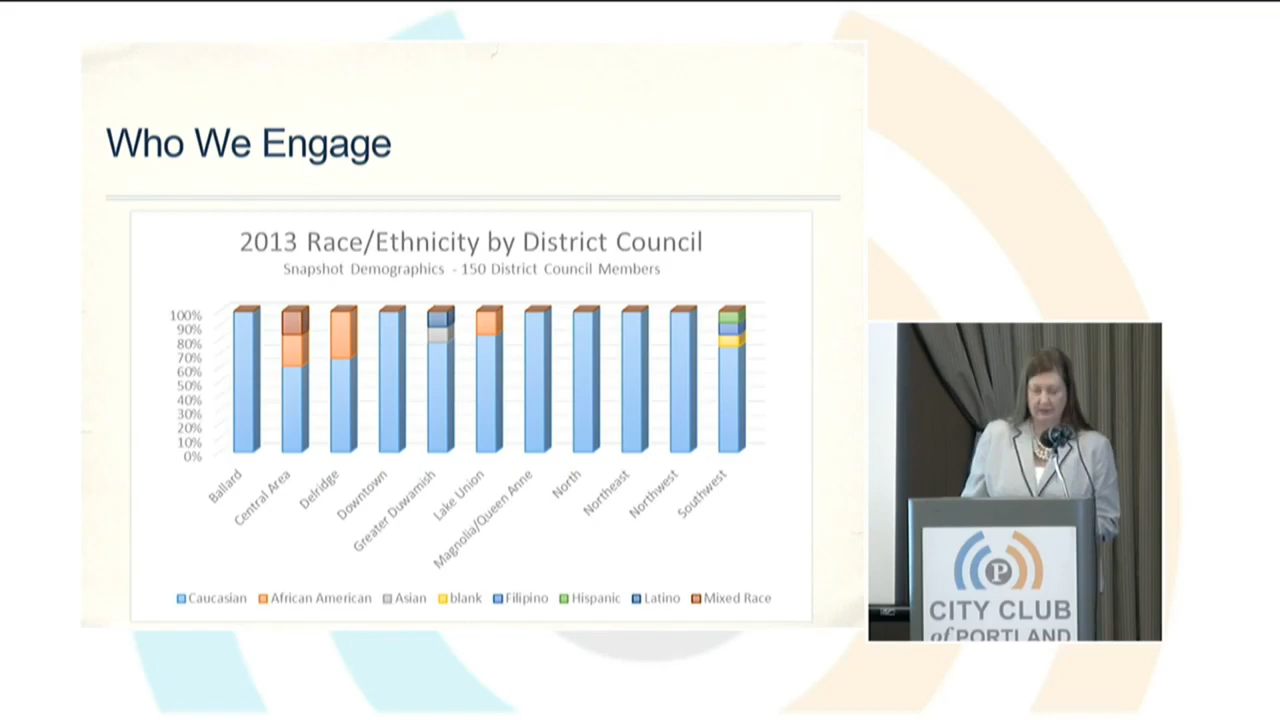 Who We Engage
2013 Race/Ethnicity by District Council
Snapshot Demographics - 150 District Council Members
100%
90%
80%
70%
60%
50%
40%
30%
20%
10%
0%
Ballard
Central Area
Delridge
Downtown
Greater Duwamish
Lake Union
Magnolia/Queen Anne
North
Northeast
Northwest
Southwest
Caucasian African American Asian blank Filipino Hispanic Latino Mixed Race
P
CITY CLUB
of PORTLAND